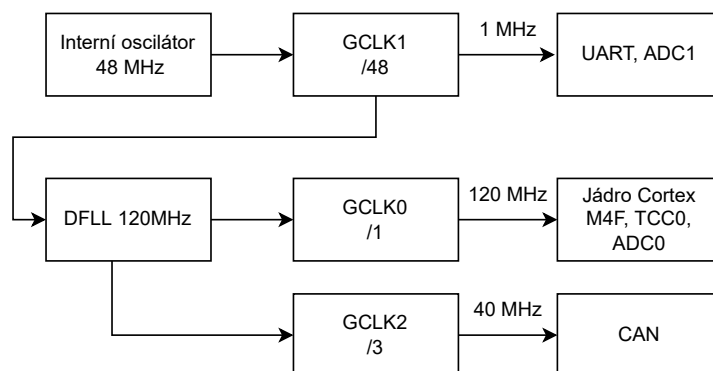 Interní oscilátor
48 MHz
GCLK1
/48
1 MHz
UART, ADC1
DFLL 120MHz
GCLK0
/1
120 MHz
Jádro Cortex
M4F, TCC0,
ADC0
GCLK2
/3
40 MHz
CAN